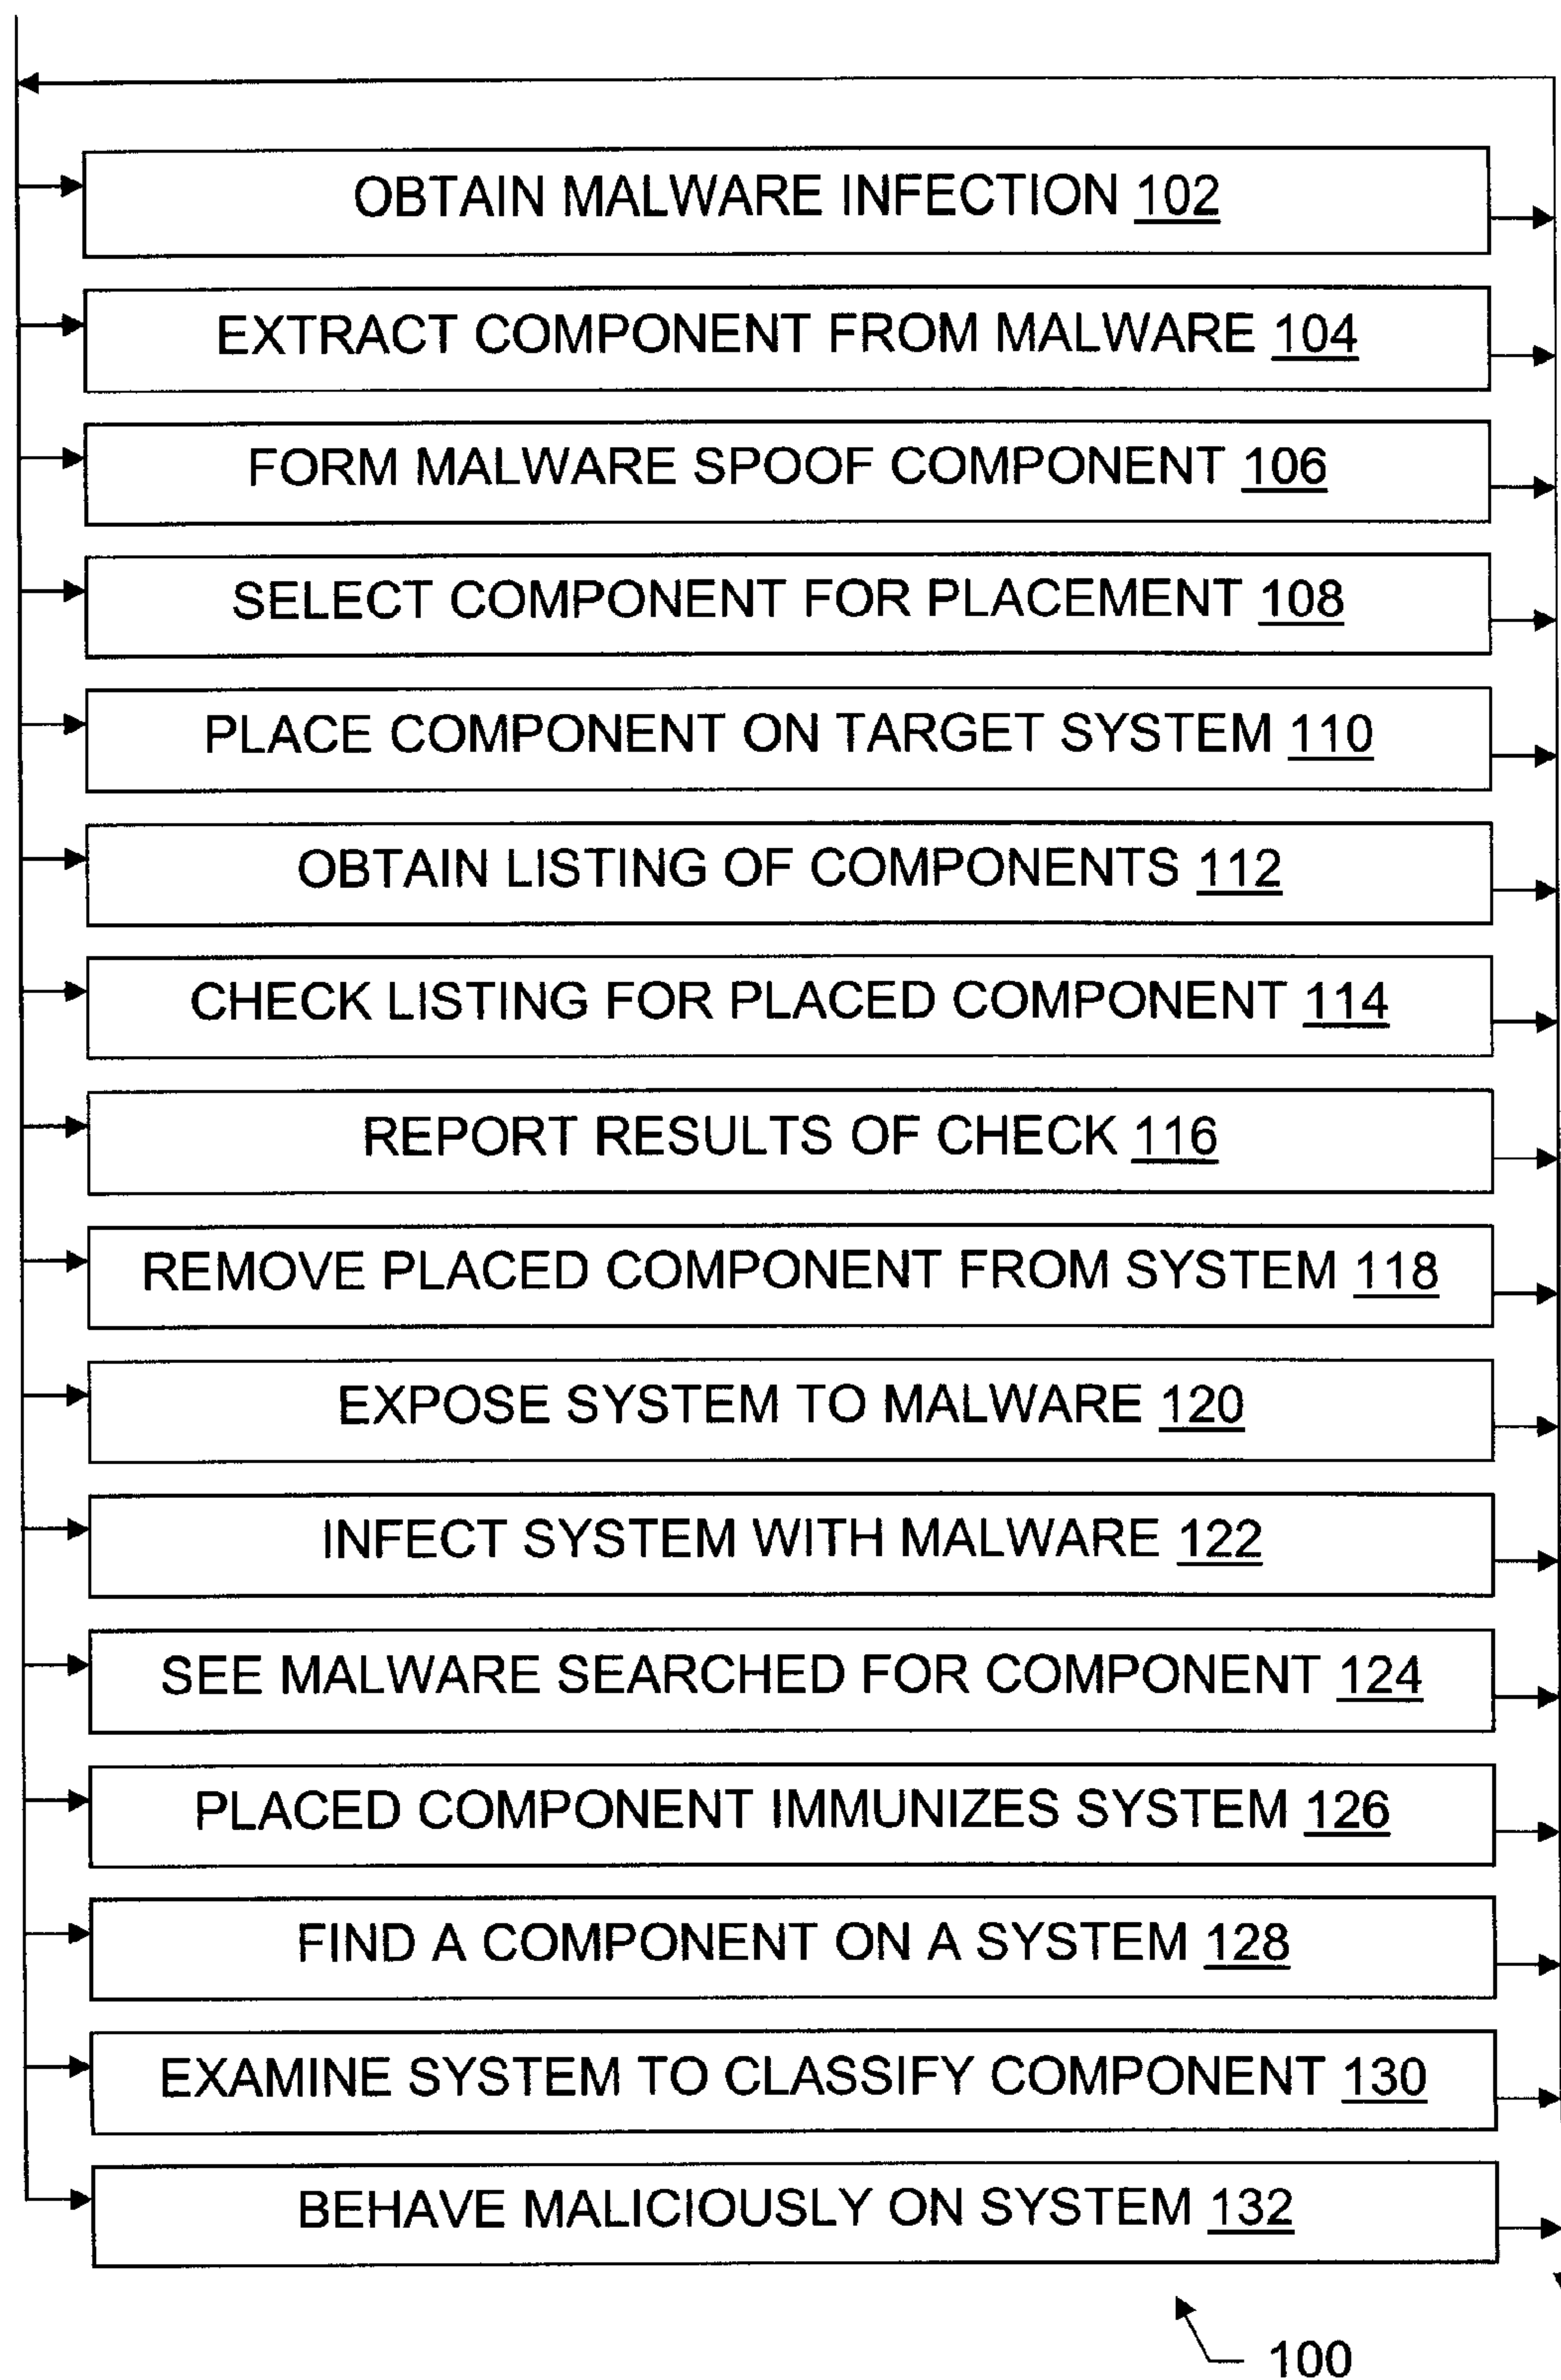 OBTAIN MALWARE INFECTION 102
EXTRACT COMPONENT FROM MALWARE 104
FORM MALWARE SPOOF COMPONENT 106
SELECT COMPONENT FOR PLACEMENT 108
PLACE COMPONENT ON TARGET SYSTEM 110
OBTAIN LISTING OF COMPONENTS 112
CHECK LISTING FOR PLACED COMPONENT 114
REPORT RESULTS OF CHECK 116
REMOVE PLACED COMPONENT FROM SYSTEM 118
EXPOSE SYSTEM TO MALWARE 120
INFECT SYSTEM WITH MALWARE 122
SEE MALWARE SEARCHED FOR COMPONENT 124
PLACED COMPONENT IMMUNIZES SYSTEM 126
FIND A COMPONENT ON A SYSTEM 128
EXAMINE SYSTEM TO CLASSIFY COMPONENT 130
BEHAVE MALICIOUSLY ON SYSTEM 132
100